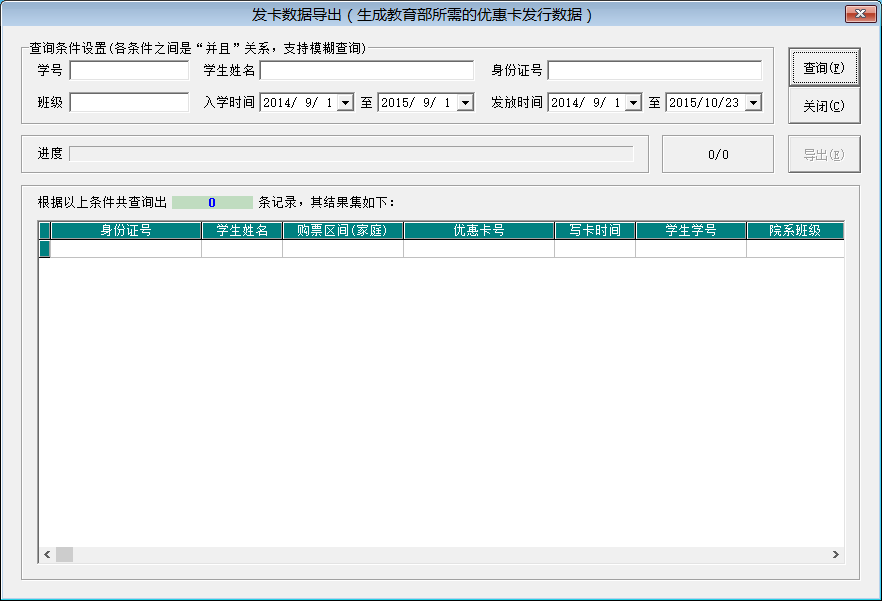 发卡数据导出(生成教育部所需的优惠卡发行数据)
查询条件设置(各条件之间是“并且”关系，支持模糊查询)
学号 学生姓名 身份证号 查询(F)
班级 入学时间 2014/ 9/ 1 至 2015/ 9/ 1 发放时间 2014/ 9/ 1 至 2015/10/23 关闭(C)
进度 0/0 导出(E)
根据以上条件共查询出 0 条记录，其结果集如下：
身份证号 学生姓名 购票区间(家庭) 优惠卡号 写卡时间 学生学号 院系班级